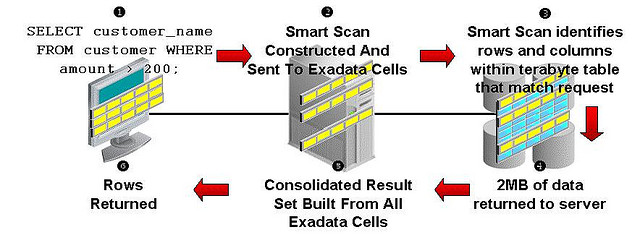 ❶
SELECT customer_name
FROM customer WHERE
amount > 200;
❷
Smart Scan
Constructed And
Sent To Exadata Cells
❸
Smart Scan identifies
rows and columns
within terabyte table
that match request
❹
2MB of data
returned to server
❺
Consolidated Result
Set Built From All
Exadata Cells
❻
Rows
Returned